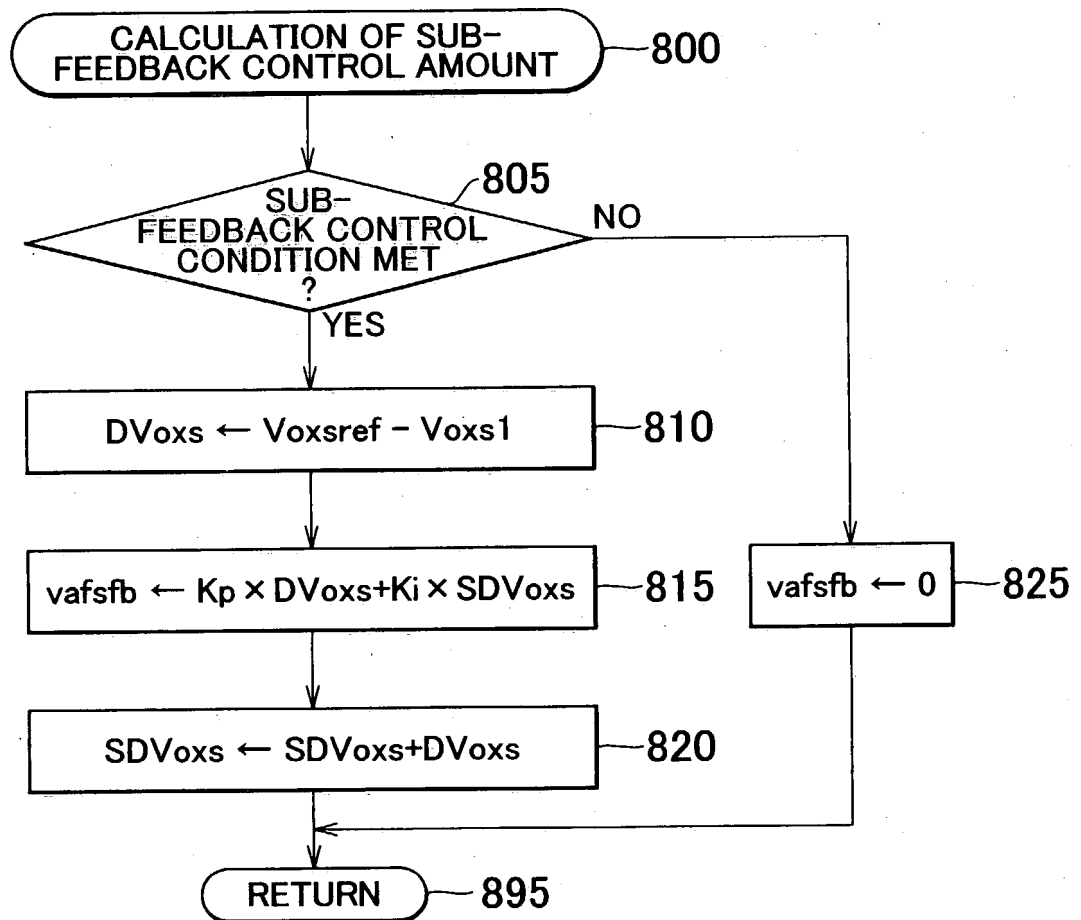 CALCULATION OF SUB-
FEEDBACK CONTROL AMOUNT
800
805
SUB-
FEEDBACK CONTROL
CONDITION MET
?
NO
YES
DVoxs ← Voxsref − Voxs1
810
vafsfb ← Kp × DVoxs+Ki × SDVoxs
815
vafsfb ← 0
825
SDVoxs ← SDVoxs+DVoxs
820
RETURN
895